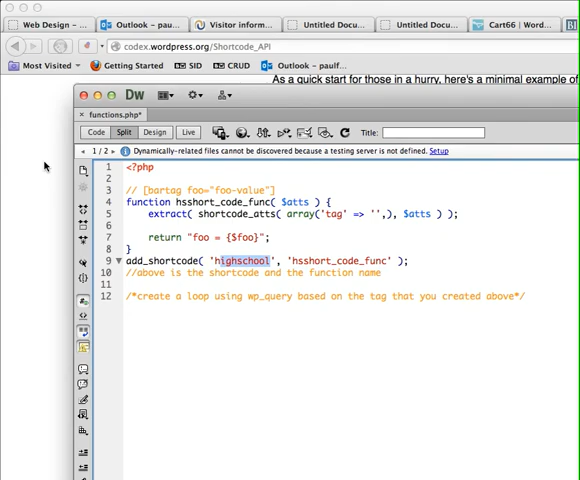 Web Design - ...
Outlook - pau...
Visitor inform...
Untitled Docu...
Untitled Docu...
Cart66 | Word...
codex.wordpress.org/Shortcode_API
Most Visited
Getting Started
SID
CRUD
Outlook - paulf...
As a quick start for those in a hurry, here's a minimal example of
Dw
functions.php*
Code
Split
Design
Live
Title:
1 / 2
Dynamically-related files cannot be discovered because a testing server is not defined. Setup
1 <?php
2
3 // [bartag foo="foo-value"]
4 function hsshort_code_func( $atts ) {
5 extract( shortcode_atts( array('tag' => '',), $atts ) );
6
7 return "foo = {$foo}";
8 }
9 add_shortcode( 'highschool', 'hsshort_code_func' );
10 //above is the shortcode and the function name
11
12 /*create a loop using wp_query based on the tag that you created above*/